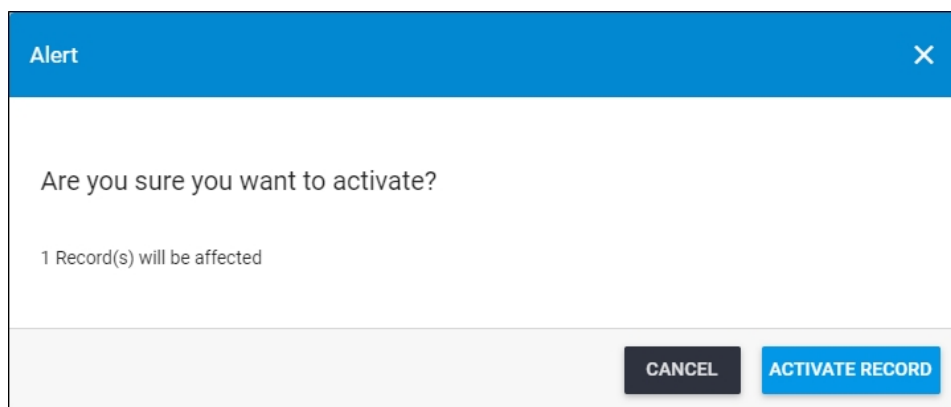 Alert
Are you sure you want to activate?
1 Record(s) will be affected
CANCEL ACTIVATE RECORD